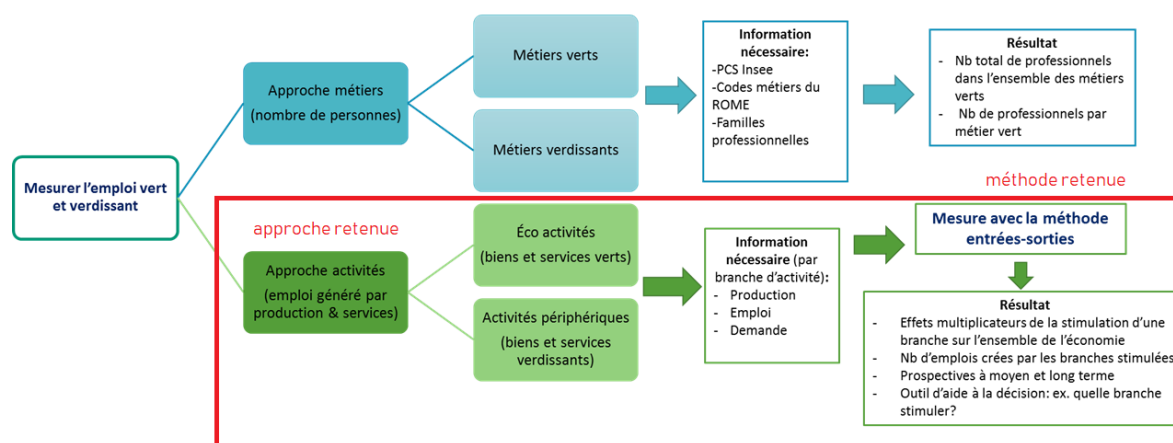 Mesurer l'emploi vert
et verdissant
Approche métiers
(nombre de personnes)
Métiers verts
Métiers verdissants
Information
nécessaire:
-PCS Insee
-Codes métiers du
ROME
-Familles
professionnelles
Résultat
- Nb total de professionnels
dans l'ensemble des métiers
verts
- Nb de professionnels par
métier vert
méthode retenue
approche retenue
Approche activités
(emploi généré par
production & services)
Éco activités
(biens et services verts)
Activités périphériques
(biens et services
verdissants)
Information
nécessaire (par
branche d'activité):
- Production
- Emploi
- Demande
Mesure avec la méthode
entrées-sorties
Résultat
- Effets multiplicateurs de la stimulation d'une
branche sur l'ensemble de l'économie
- Nb d'emplois crées par les branches stimulées
- Prospectives à moyen et long terme
- Outil d'aide à la décision: ex. quelle branche
stimuler?